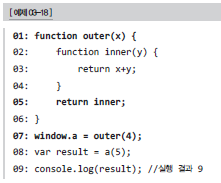 [예제 03-18]
01: function outer(x) {
02: function inner(y) {
03: return x+y;
04: }
05: return inner;
06: }
07: window.a = outer(4);
08: var result = a(5);
09: console.log(result); //실행 결과 9